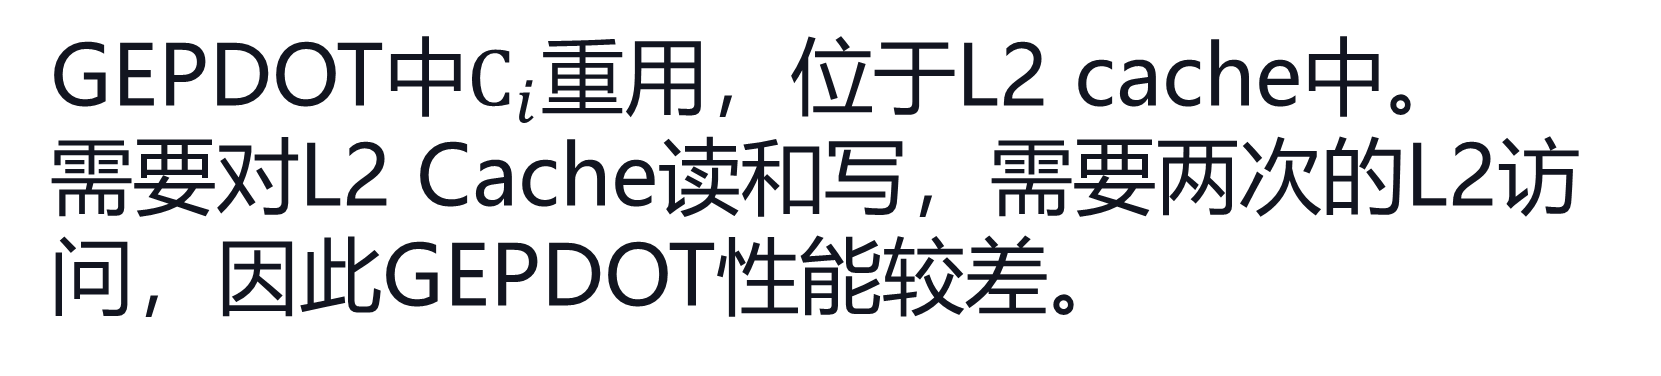 GEPDOT中C𝑖重用，位于L2 cache中。
需要对L2 Cache读和写，需要两次的L2访
问，因此GEPDOT性能较差。